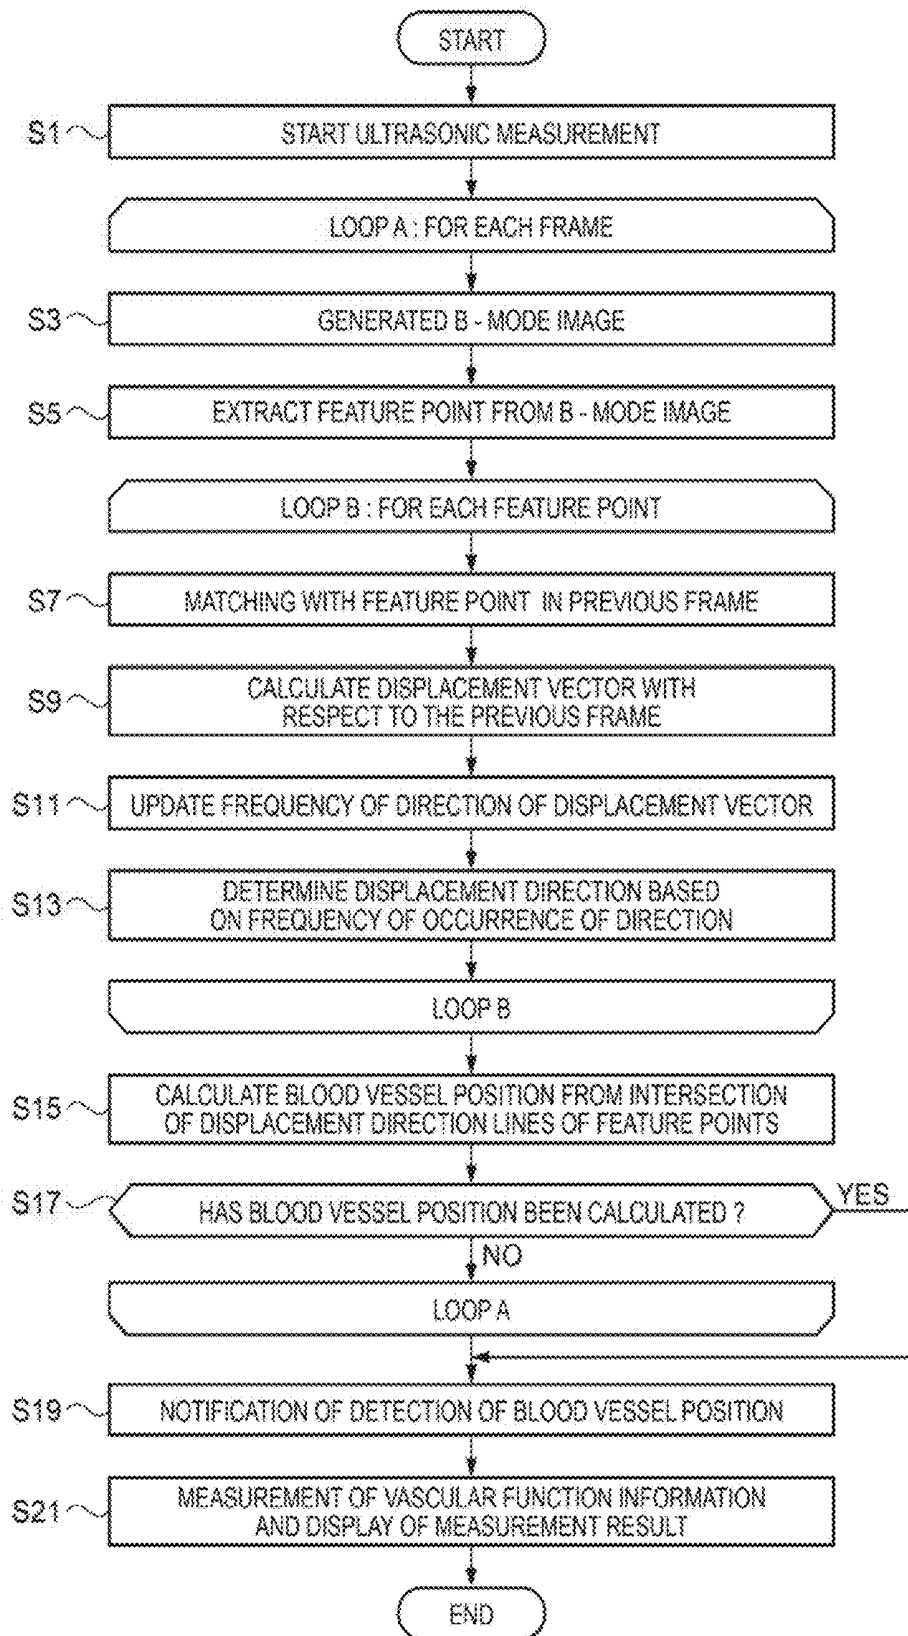 START
S1
START ULTRASONIC MEASUREMENT
LOOP A : FOR EACH FRAME
S3
GENERATED B - MODE IMAGE
S5
EXTRACT FEATURE POINT FROM B - MODE IMAGE
LOOP B : FOR EACH FEATURE POINT
S7
MATCHING WITH FEATURE POINT IN PREVIOUS FRAME
S9
CALCULATE DISPLACEMENT VECTOR WITH
RESPECT TO THE PREVIOUS FRAME
S11
UPDATE FREQUENCY OF DIRECTION OF DISPLACEMENT VECTOR
S13
DETERMINE DISPLACEMENT DIRECTION BASED
ON FREQUENCY OF OCCURRENCE OF DIRECTION
LOOP B
S15
CALCULATE BLOOD VESSEL POSITION FROM INTERSECTION
OF DISPLACEMENT DIRECTION LINES OF FEATURE POINTS
S17
HAS BLOOD VESSEL POSITION BEEN CALCULATED ?
YES
NO
LOOP A
S19
NOTIFICATION OF DETECTION OF BLOOD VESSEL POSITION
S21
MEASUREMENT OF VASCULAR FUNCTION INFORMATION
AND DISPLAY OF MEASUREMENT RESULT
END